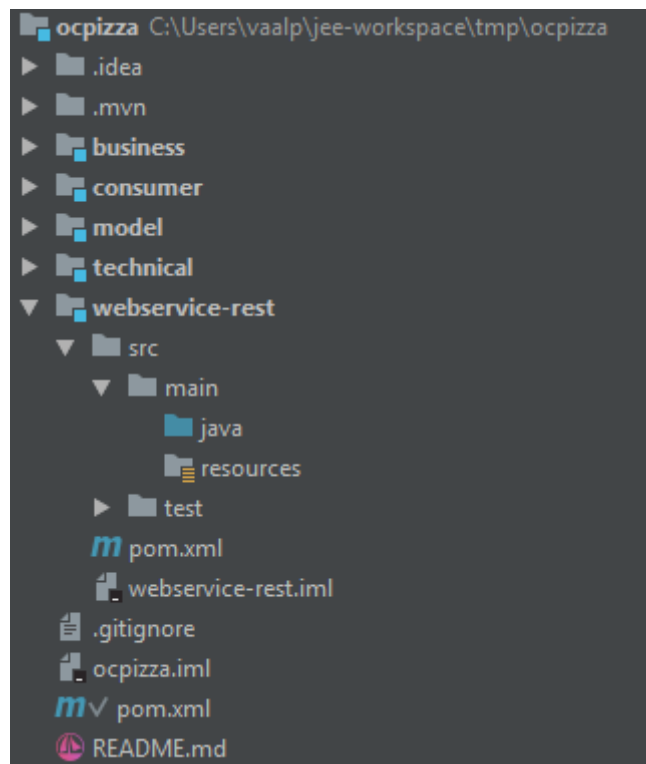 ocpizza C:\Users\vaalp\jee-workspace\tmp\ocpizza
.idea
.mvn
business
consumer
model
technical
webservice-rest
src
main
java
resources
test
m pom.xml
webservice-rest.iml
.gitignore
ocpizza.iml
m pom.xml
README.md